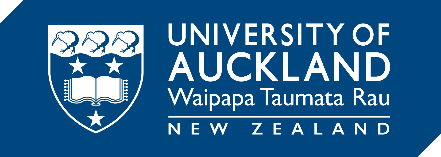 UNIVERSITY OF
AUCKLAND
Waipapa Taumata Rau
NEW ZEALAND